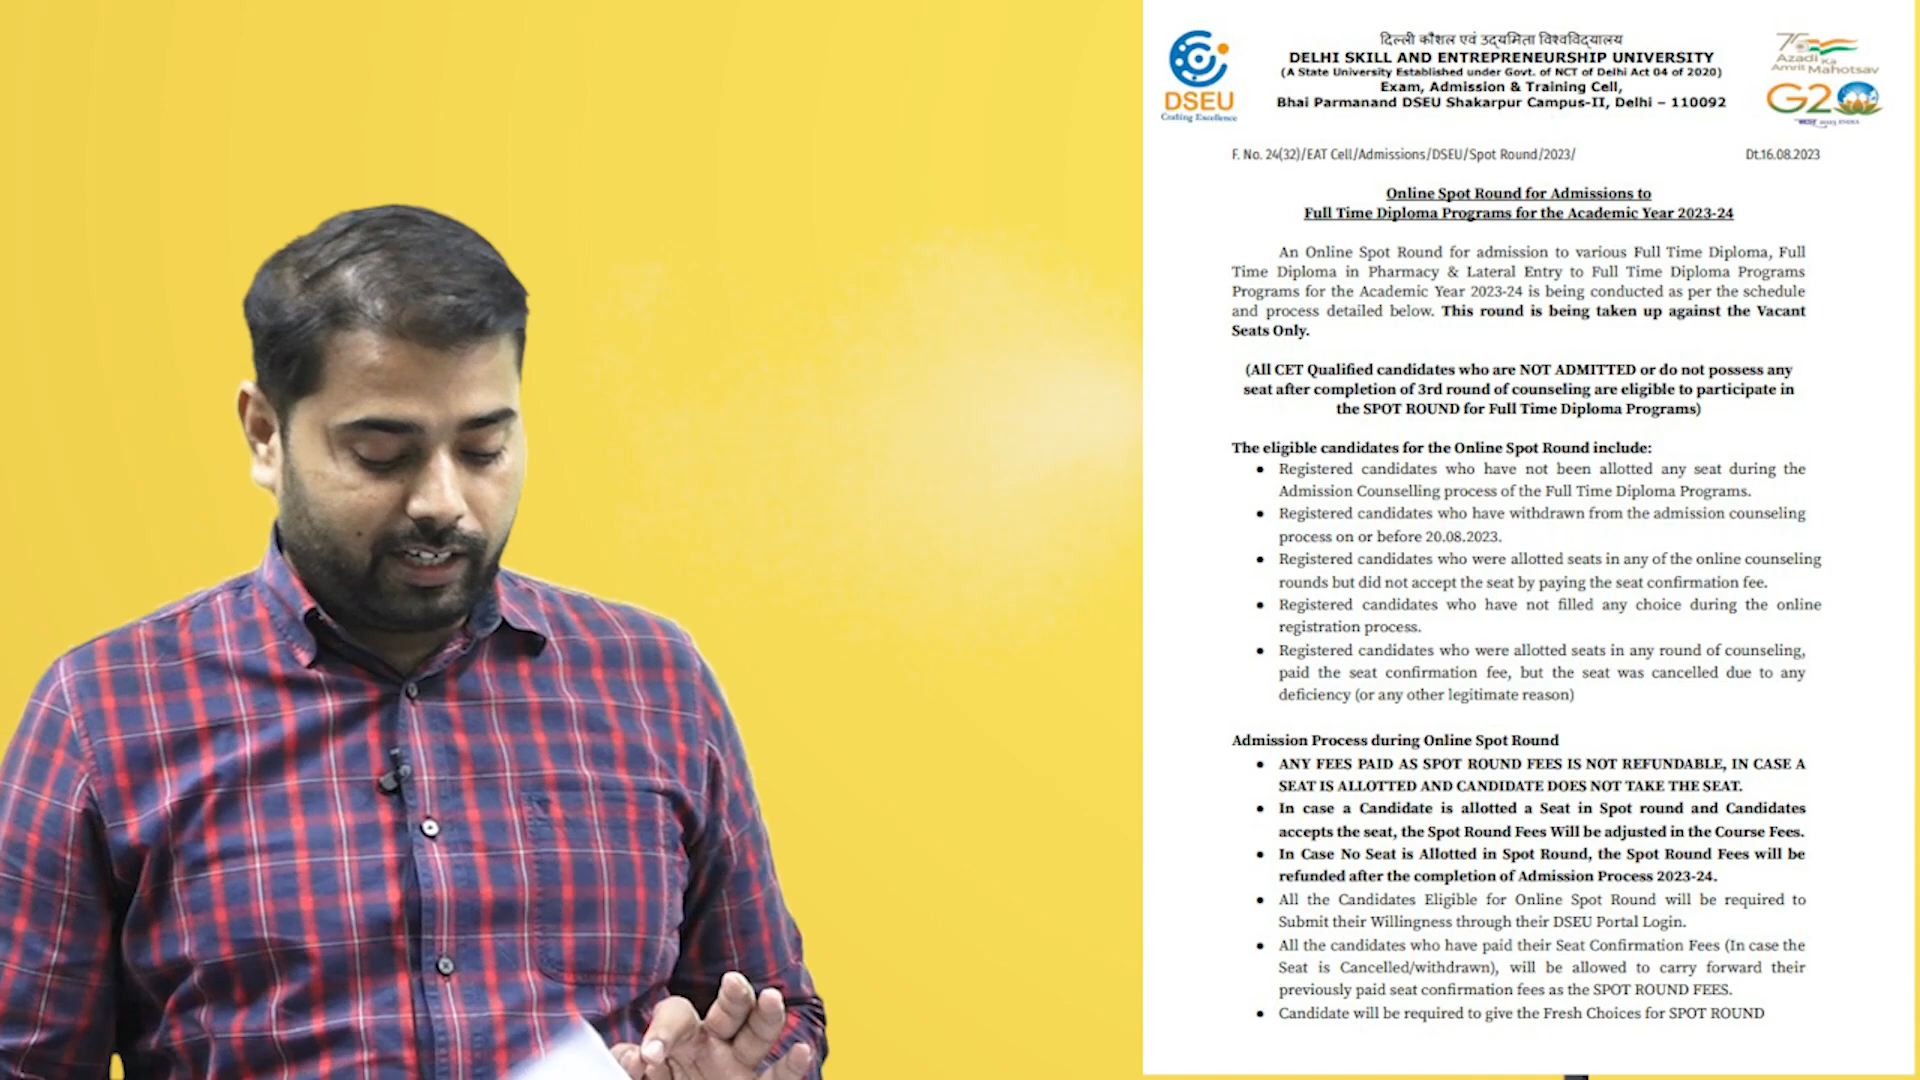 दिल्ली कौशल एवं उद्यमिता विश्वविद्यालय
DELHI SKILL AND ENTREPRENEURSHIP UNIVERSITY
(A State University Established under Govt. of NCT of Delhi Act 04 of 2020)
Exam, Admission & Training Cell,
Bhai Parmanand DSEU Shakarpur Campus-II, Delhi – 110092
DSEU
Crafting Excellence
75
Azadi Ka
Amrit Mahotsav
G20
2023 INDIA
F. No. 24(32)/EAT Cell/Admissions/DSEU/Spot Round/2023/
Dt.16.08.2023
Online Spot Round for Admissions to
Full Time Diploma Programs for the Academic Year 2023-24
An Online Spot Round for admission to various Full Time Diploma, Full
Time Diploma in Pharmacy & Lateral Entry to Full Time Diploma Programs
Programs for the Academic Year 2023-24 is being conducted as per the schedule
and process detailed below. This round is being taken up against the Vacant
Seats Only.
(All CET Qualified candidates who are NOT ADMITTED or do not possess any
seat after completion of 3rd round of counseling are eligible to participate in
the SPOT ROUND for Full Time Diploma Programs)
The eligible candidates for the Online Spot Round include:
● Registered candidates who have not been allotted any seat during the
Admission Counselling process of the Full Time Diploma Programs.
● Registered candidates who have withdrawn from the admission counseling
process on or before 20.08.2023.
● Registered candidates who were allotted seats in any of the online counseling
rounds but did not accept the seat by paying the seat confirmation fee.
● Registered candidates who have not filled any choice during the online
registration process.
● Registered candidates who were allotted seats in any round of counseling,
paid the seat confirmation fee, but the seat was cancelled due to any
deficiency (or any other legitimate reason)
Admission Process during Online Spot Round
● ANY FEES PAID AS SPOT ROUND FEES IS NOT REFUNDABLE, IN CASE A
SEAT IS ALLOTTED AND CANDIDATE DOES NOT TAKE THE SEAT.
● In case a Candidate is allotted a Seat in Spot round and Candidates
accepts the seat, the Spot Round Fees Will be adjusted in the Course Fees.
● In Case No Seat is Allotted in Spot Round, the Spot Round Fees will be
refunded after the completion of Admission Process 2023-24.
● All the Candidates Eligible for Online Spot Round will be required to
Submit their Willingness through their DSEU Portal Login.
● All the candidates who have paid their Seat Confirmation Fees (In case the
Seat is Cancelled/withdrawn), will be allowed to carry forward their
previously paid seat confirmation fees as the SPOT ROUND FEES.
● Candidate will be required to give the Fresh Choices for SPOT ROUND